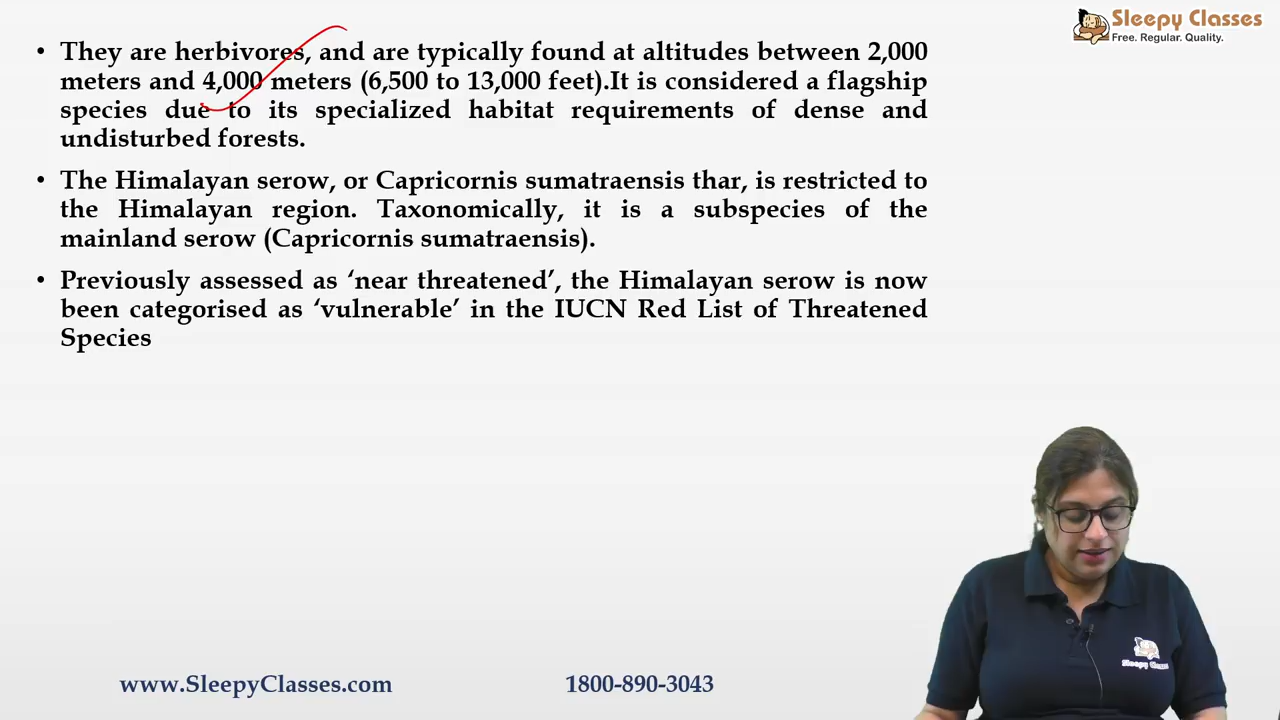 Sleepy Classes
Free. Regular. Quality.
• They are herbivores, and are typically found at altitudes between 2,000
meters and 4,000 meters (6,500 to 13,000 feet).It is considered a flagship
species due to its specialized habitat requirements of dense and
undisturbed forests.
• The Himalayan serow, or Capricornis sumatraensis thar, is restricted to
the Himalayan region. Taxonomically, it is a subspecies of the
mainland serow (Capricornis sumatraensis).
• Previously assessed as ‘near threatened’, the Himalayan serow is now
been categorised as ‘vulnerable’ in the IUCN Red List of Threatened
Species
Sleepy Classes
www.SleepyClasses.com
1800-890-3043